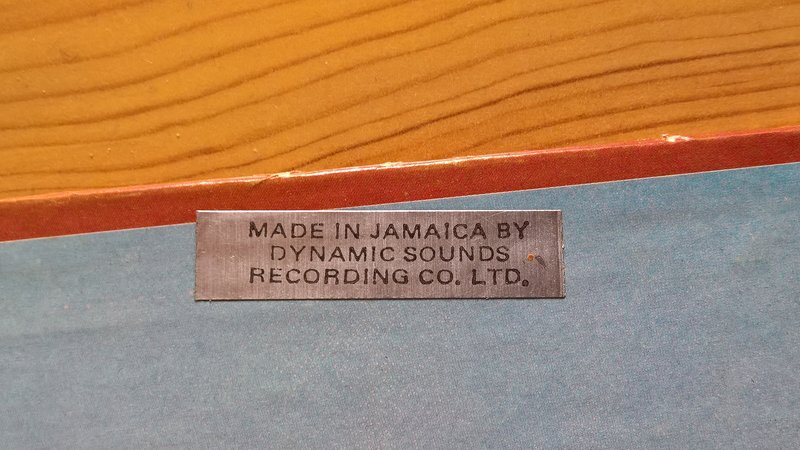 MADE IN JAMAICA BY
DYNAMIC SOUNDS
RECORDING CO. LTD.